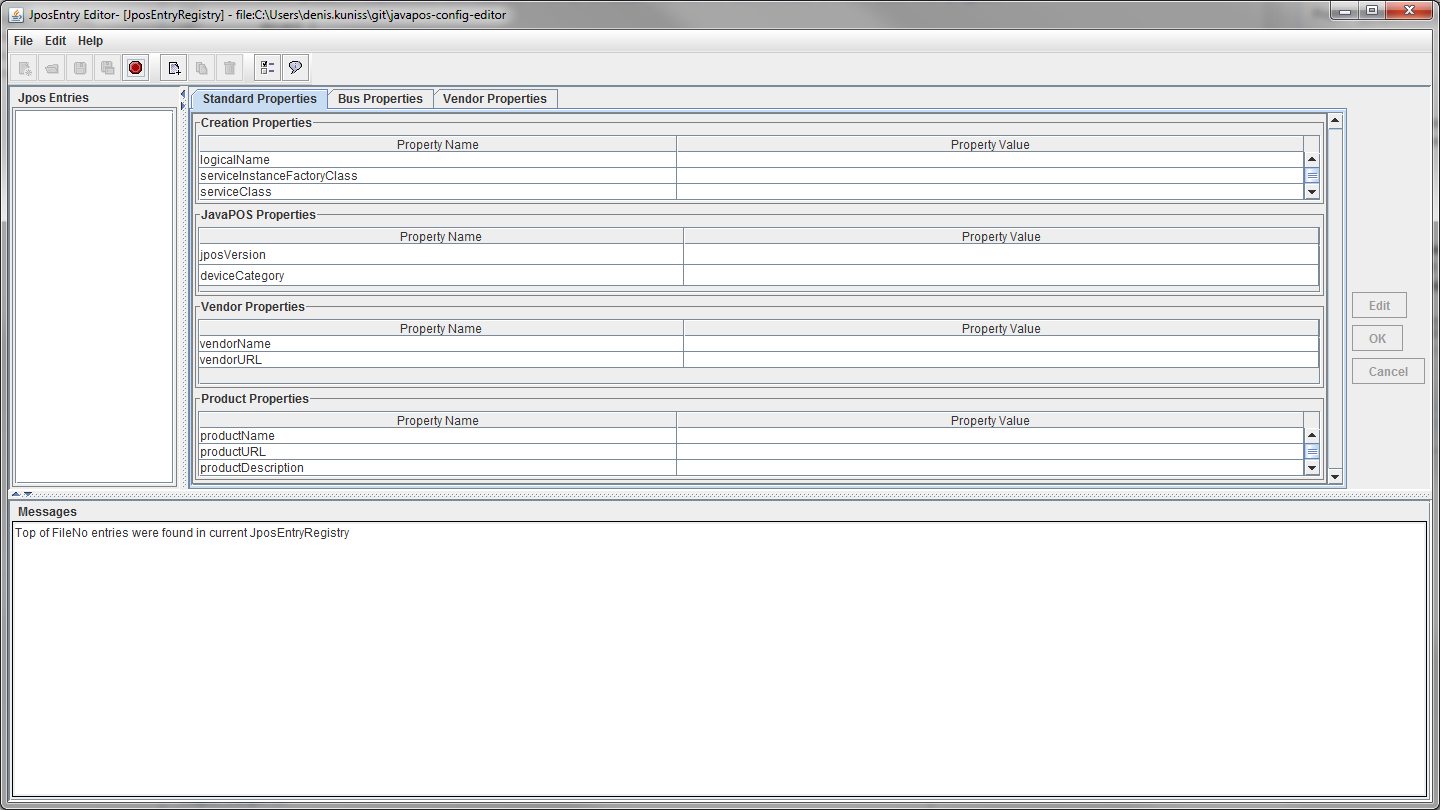 JposEntry Editor- [JposEntryRegistry] - file:C:\Users\denis.kuniss\git\javapos-config-editor
File Edit Help
Jpos Entries
Standard Properties Bus Properties Vendor Properties
Creation Properties
Property Name Property Value
logicalName
serviceInstanceFactoryClass
serviceClass
JavaPOS Properties
Property Name Property Value
jposVersion
deviceCategory
Vendor Properties
Property Name Property Value
vendorName
vendorURL
Product Properties
Property Name Property Value
productName
productURL
productDescription
Edit
OK
Cancel
Messages
Top of FileNo entries were found in current JposEntryRegistry